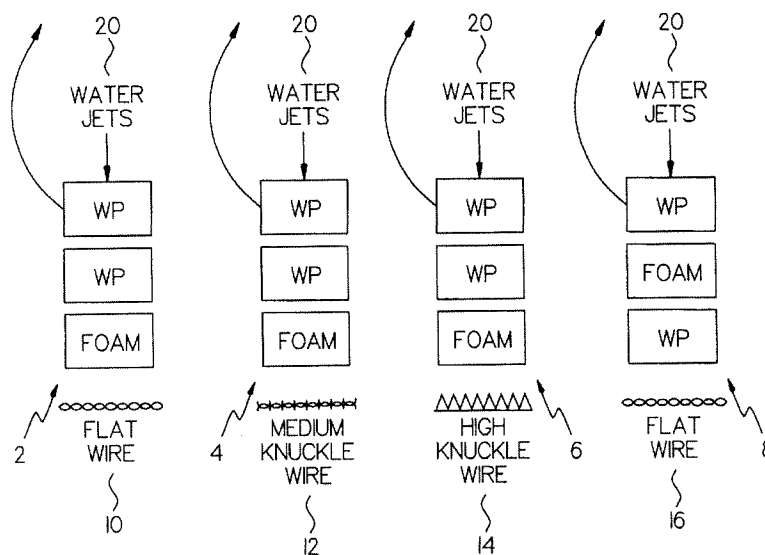 20 20 20 20
WATER JETS WATER JETS WATER JETS WATER JETS
WP WP WP WP
WP WP WP FOAM
FOAM FOAM FOAM WP
2 4 6 8
FLAT WIRE
MEDIUM KNUCKLE WIRE
HIGH KNUCKLE WIRE
FLAT WIRE
10 12 14 16